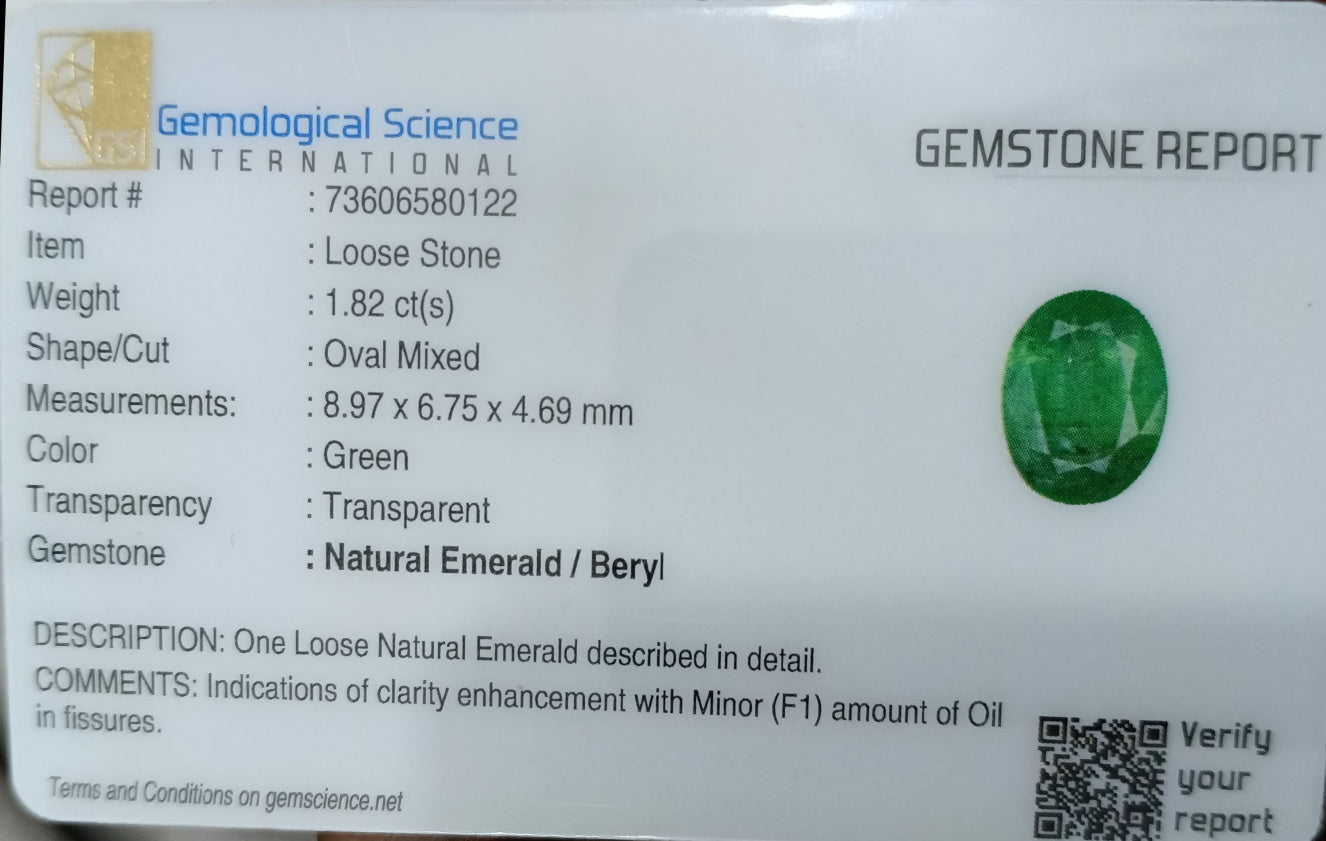 GSI
Gemological Science
INTERNATIONAL
GEMSTONE REPORT
Report # : 73606580122
Item : Loose Stone
Weight : 1.82 ct(s)
Shape/Cut : Oval Mixed
Measurements: : 8.97 x 6.75 x 4.69 mm
Color : Green
Transparency : Transparent
Gemstone : Natural Emerald / Beryl
DESCRIPTION: One Loose Natural Emerald described in detail.
COMMENTS: Indications of clarity enhancement with Minor (F1) amount of Oil
in fissures.
Terms and Conditions on gemscience.net
Verify
your
report